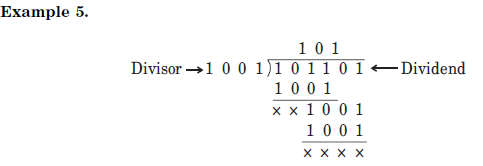 Example 5.
1 0 1
Divisor →1 0 0 1)1 0 1 1 0 1 ←Dividend
1 0 0 1
× × 1 0 0 1
1 0 0 1
× × × ×